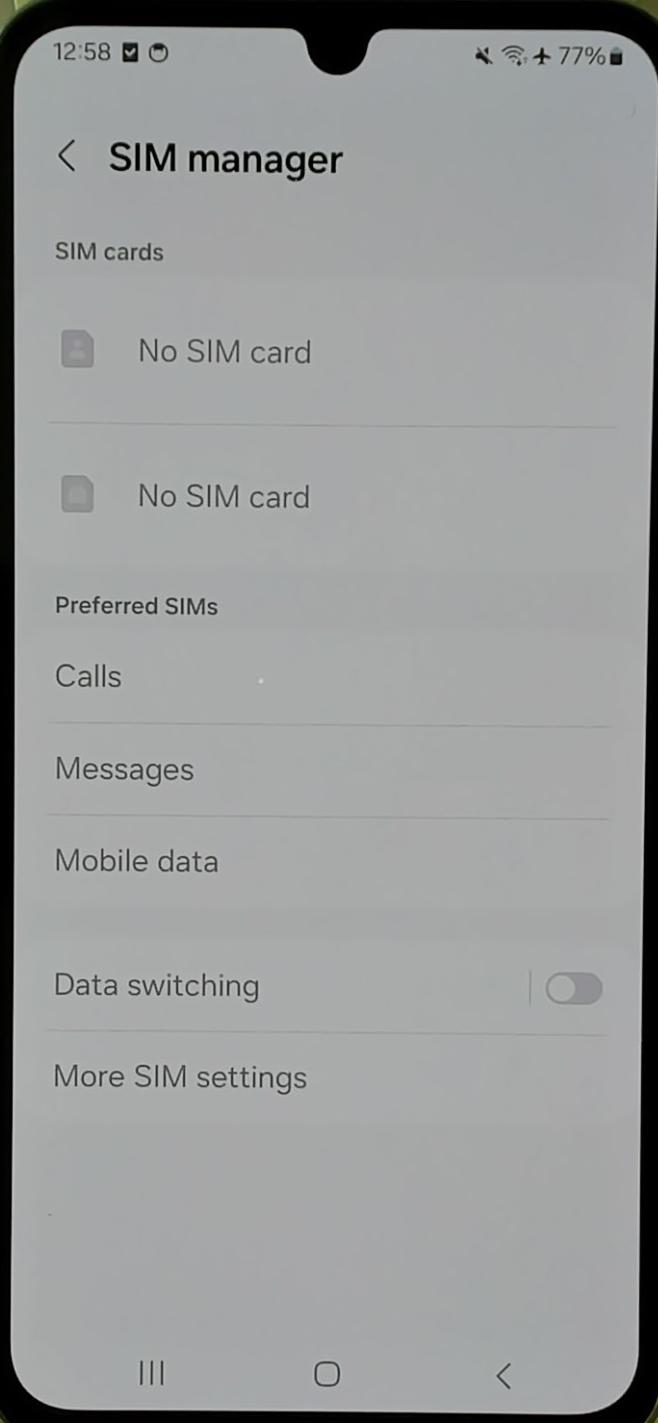 12:58 77%
SIM manager
SIM cards
No SIM card
No SIM card
Preferred SIMs
Calls
Messages
Mobile data
Data switching
More SIM settings